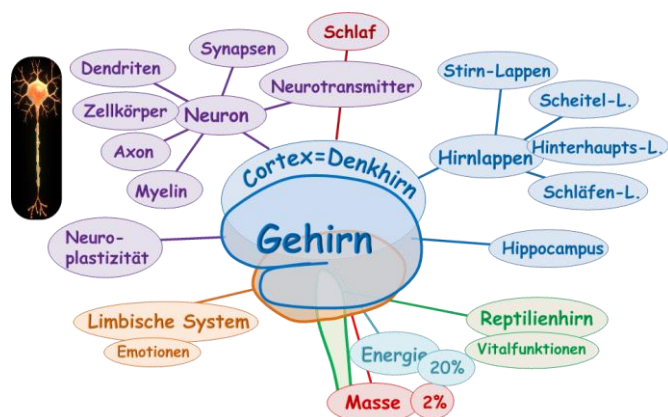 Schlaf
Synapsen
Dendriten
Neurotransmitter
Stirn-Lappen
Zellkörper
Neuron
Scheitel-L.
Axon
Cortex=Denkhirn
Hirnlappen
Hinterhaupts-L.
Myelin
Schläfen-L.
Neuro-
plastizität
Gehirn
Hippocampus
Limbische System
Emotionen
Reptilienhirn
Vitalfunktionen
Energie
20%
Masse
2%